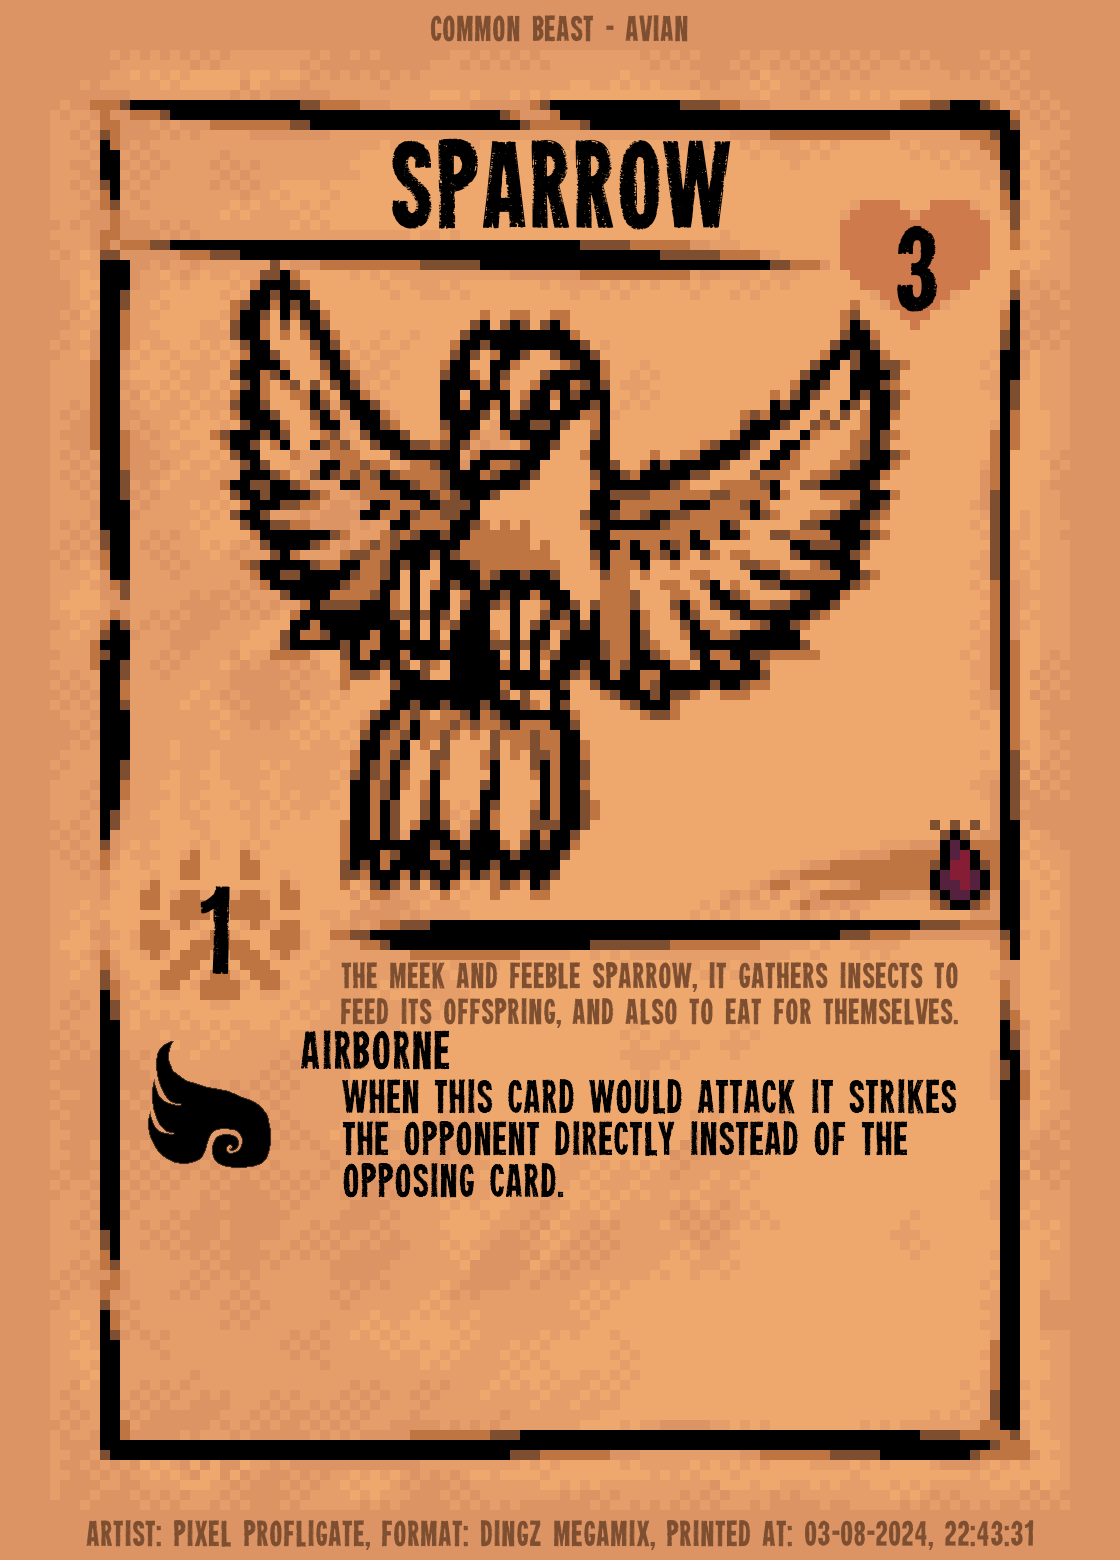 COMMON BEAST - AVIAN
SPARROW
3
1
THE MEEK AND FEEBLE SPARROW, IT GATHERS INSECTS TO
FEED ITS OFFSPRING, AND ALSO TO EAT FOR THEMSELVES.
AIRBORNE
WHEN THIS CARD WOULD ATTACK IT STRIKES
THE OPPONENT DIRECTLY INSTEAD OF THE
OPPOSING CARD.
ARTIST: PIXEL PROFLIGATE, FORMAT: DINGZ MEGAMIX, PRINTED AT: 03-08-2024, 22:43:31